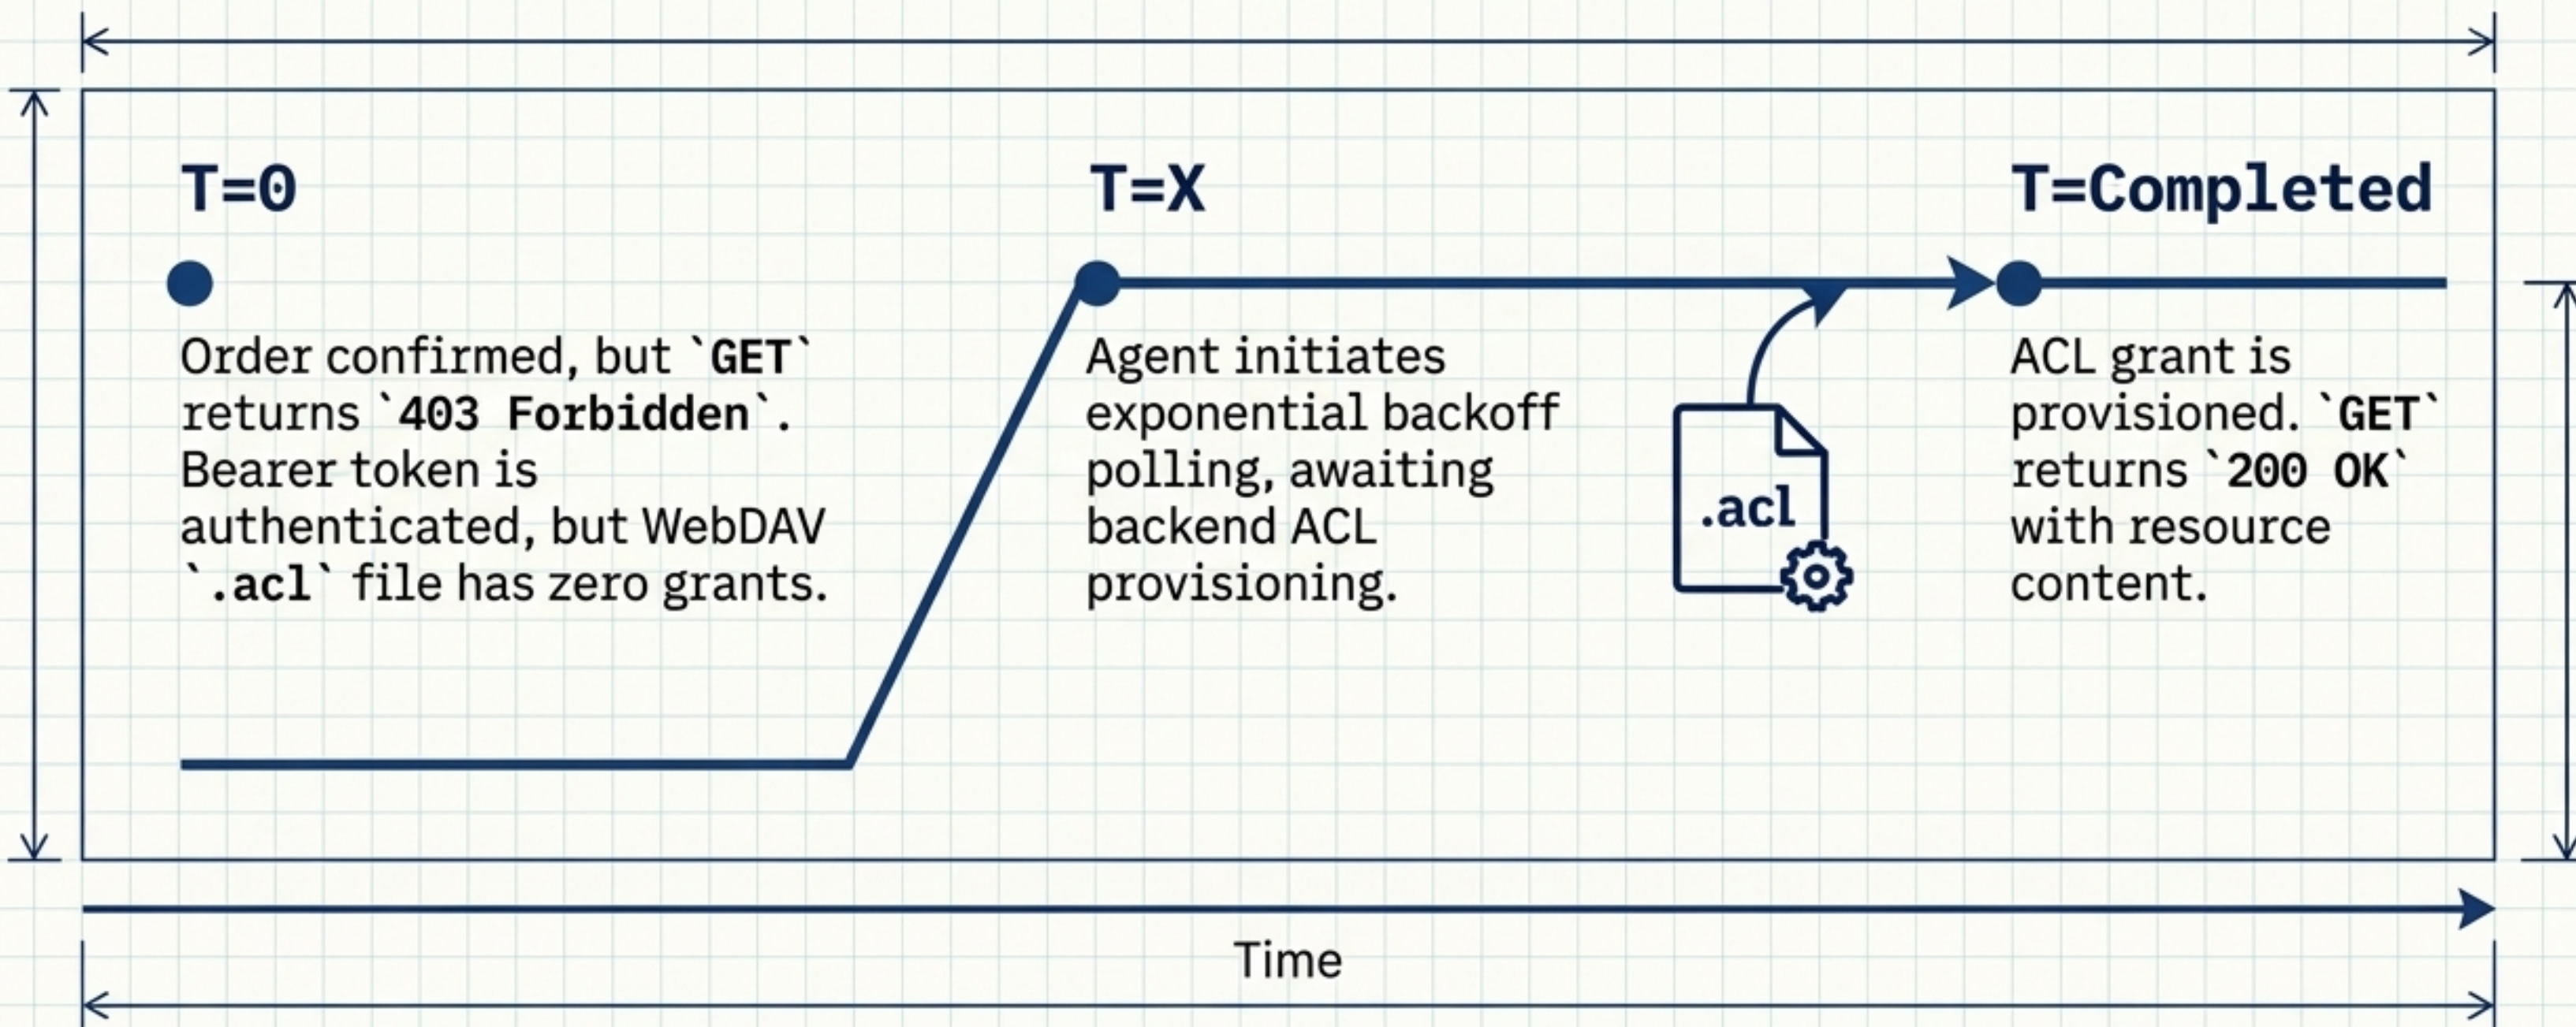 T=0
Order confirmed, but `GET`
returns `403 Forbidden`.
Bearer token is
authenticated, but WebDAV
`.acl` file has zero grants.
T=X
Agent initiates
exponential backoff
polling, awaiting
backend ACL
provisioning.
.acl
T=Completed
ACL grant is
provisioned. `GET`
returns `200 OK`
with resource
content.
Time